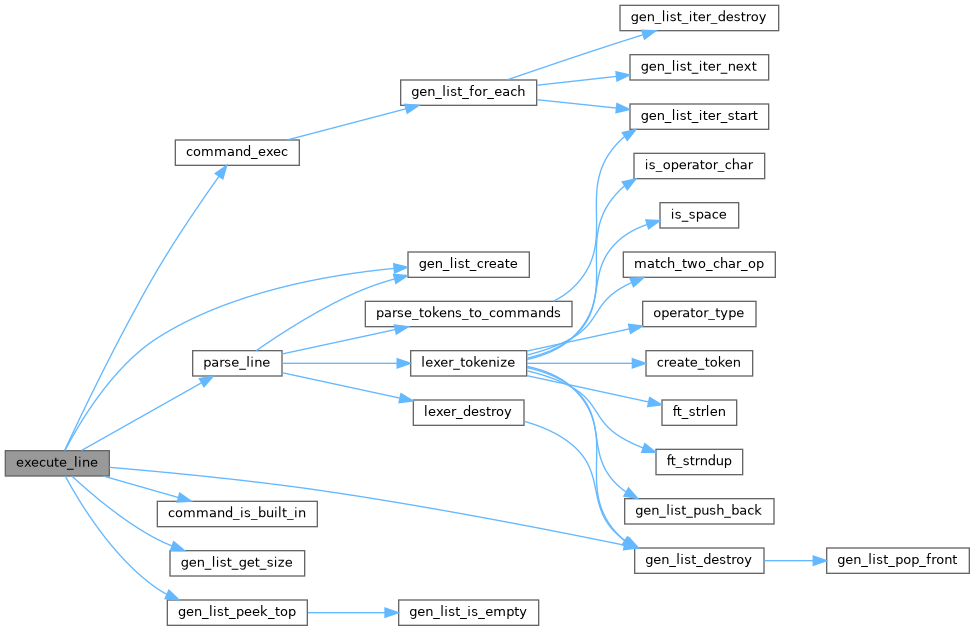 gen_list_iter_destroy
gen_list_iter_next
gen_list_for_each
gen_list_iter_start
command_exec
is_operator_char
is_space
gen_list_create
match_two_char_op
parse_tokens_to_commands
operator_type
parse_line
lexer_tokenize
create_token
lexer_destroy
ft_strlen
execute_line
ft_strndup
command_is_built_in
gen_list_push_back
gen_list_get_size
gen_list_destroy
gen_list_pop_front
gen_list_peek_top
gen_list_is_empty